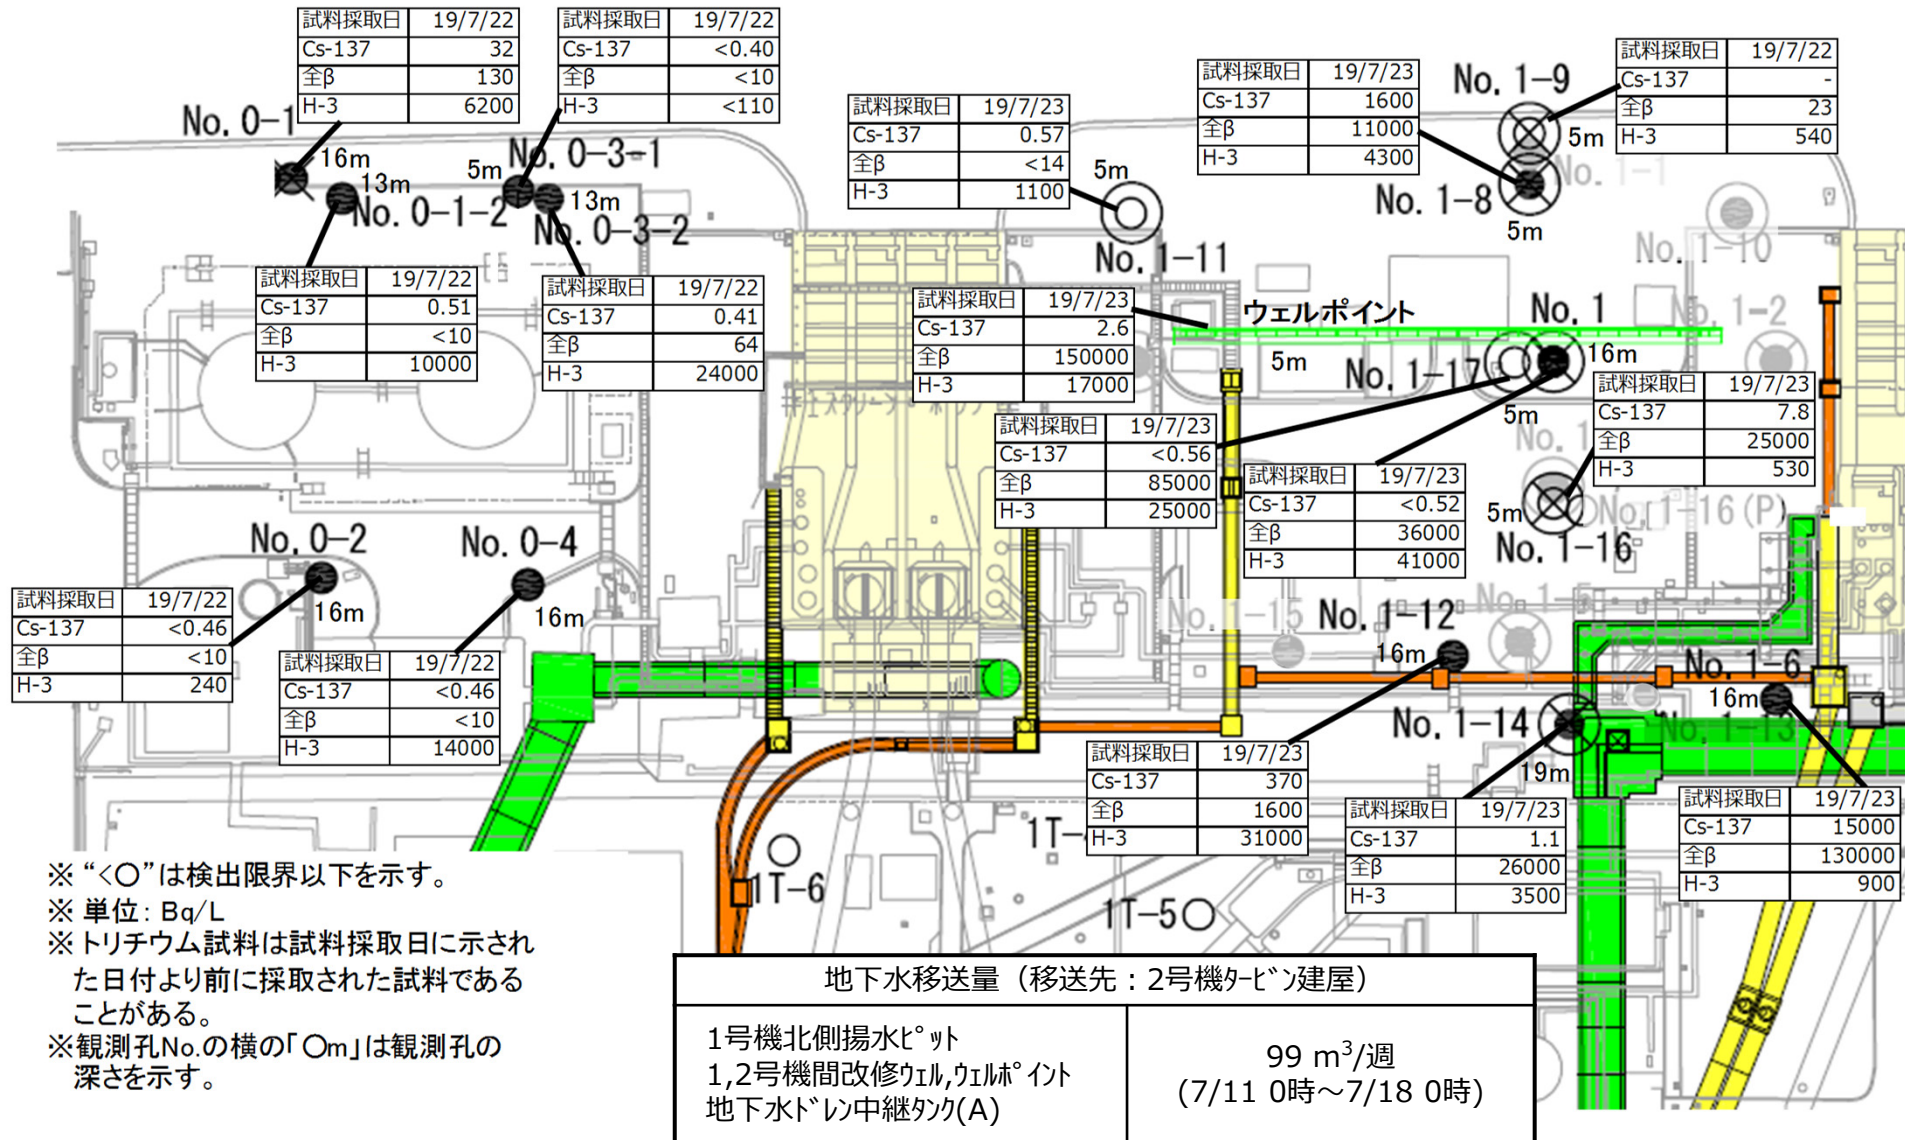 試料採取日 19/7/22
Cs-137 32
全β 130
H-3 6200
試料採取日 19/7/22
Cs-137 <0.40
全β <10
H-3 <110
試料採取日 19/7/23
Cs-137 0.57
全β <14
H-3 1100
試料採取日 19/7/23
Cs-137 1600
全β 11000
H-3 4300
試料採取日 19/7/22
Cs-137 -
全β 23
H-3 540
No. 0-1
16m
13m
No. 0-1-2
5m
No. 0-3-1
13m
No. 0-3-2
5m
No. 1-11
No. 1-9
5m
No. 1-1
No. 1-8
5m
No. 1-10
試料採取日 19/7/22
Cs-137 0.51
全β <10
H-3 10000
試料採取日 19/7/22
Cs-137 0.41
全β 64
H-3 24000
試料採取日 19/7/23
Cs-137 2.6
全β 150000
H-3 17000
ウェルポイント
5m
No. 1
16m
No. 1-2
No. 1-17
5m
試料採取日 19/7/23
Cs-137 <0.56
全β 85000
H-3 25000
試料採取日 19/7/23
Cs-137 <0.52
全β 36000
H-3 41000
試料採取日 19/7/23
Cs-137 7.8
全β 25000
H-3 530
5m
No. 1-16 (P)
No. 1-16
No. 0-2
16m
No. 0-4
16m
試料採取日 19/7/22
Cs-137 <0.46
全β <10
H-3 240
試料採取日 19/7/22
Cs-137 <0.46
全β <10
H-3 14000
No. 1-15
No. 1-12
16m
No. 1-5
No. 1-6
16m
No. 1-14
19m
No. 1-13
試料採取日 19/7/23
Cs-137 370
全β 1600
H-3 31000
試料採取日 19/7/23
Cs-137 1.1
全β 26000
H-3 3500
試料採取日 19/7/23
Cs-137 15000
全β 130000
H-3 900
1T-6
1T-
1T-5
※ “<○”は検出限界以下を示す。
※ 単位: Bq/L
※ トリチウム試料は試料採取日に示され
た日付より前に採取された試料である
ことがある。
※観測孔No.の横の「○m」は観測孔の
深さを示す。
地下水移送量（移送先：2号機ﾀｰﾋﾞﾝ建屋）
1号機北側揚水ﾋﾟｯﾄ
1,2号機間改修ｳｪﾙ,ｳｪﾙﾎﾟｲﾝﾄ
地下水ﾄﾞﾚﾝ中継ﾀﾝｸ(A)
99 m³/週
(7/11 0時～7/18 0時)